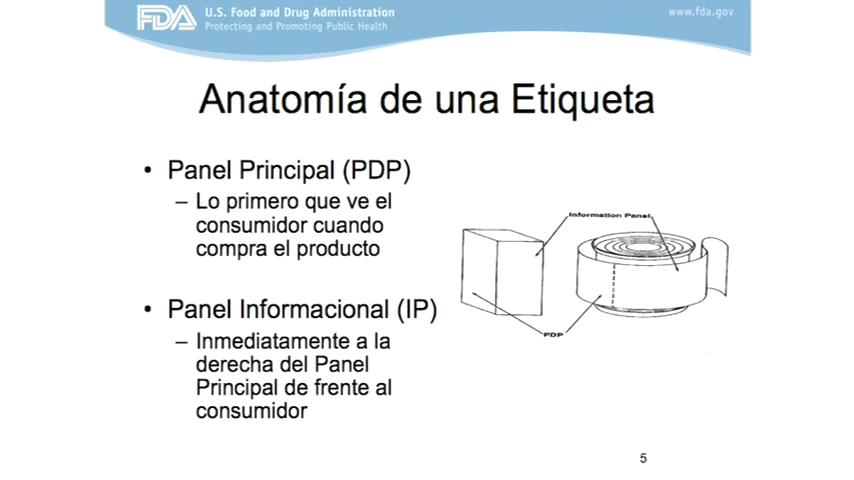 FDA U.S. Food and Drug Administration
Protecting and Promoting Public Health
www.fda.gov
Anatomía de una Etiqueta
• Panel Principal (PDP)
– Lo primero que ve el
consumidor cuando
compra el producto
• Panel Informacional (IP)
– Inmediatamente a la
derecha del Panel
Principal de frente al
consumidor
Information Panel
PDP
5